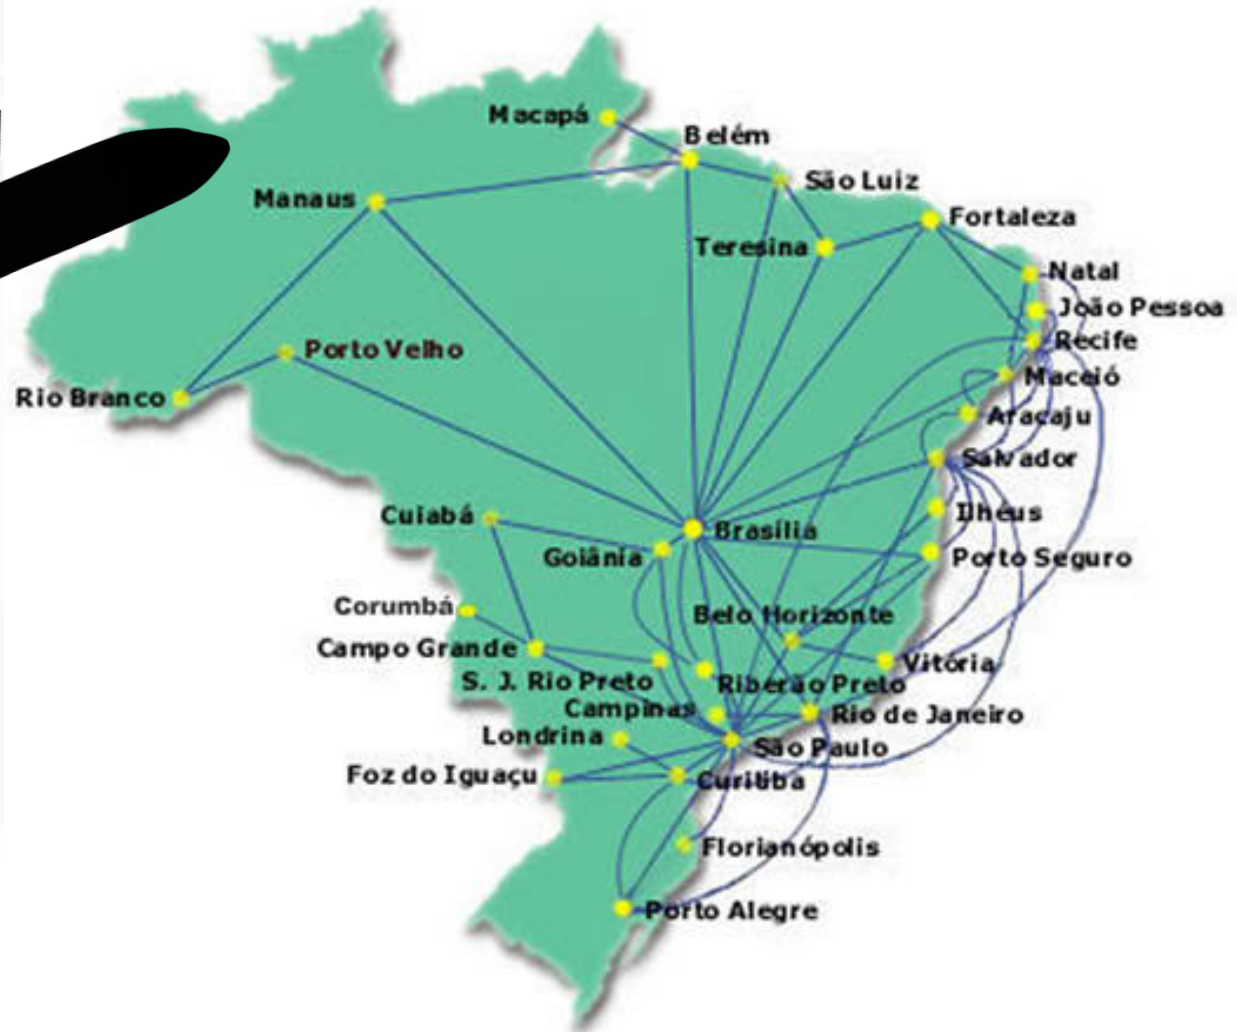 Macapá
Belém
São Luiz
Manaus
Fortaleza
Teresina
Natal
João Pessoa
Recife
Porto Velho
Maceió
Rio Branco
Aracaju
Salvador
Cuiabá
Ilhéus
Brasília
Goiânia
Porto Seguro
Corumbá
Belo Horizonte
Campo Grande
Vitória
S. J. Rio Preto
Riberão Preto
Campinas
Rio de Janeiro
Londrina
São Paulo
Foz do Iguaçu
Curitiba
Florianópolis
Porto Alegre